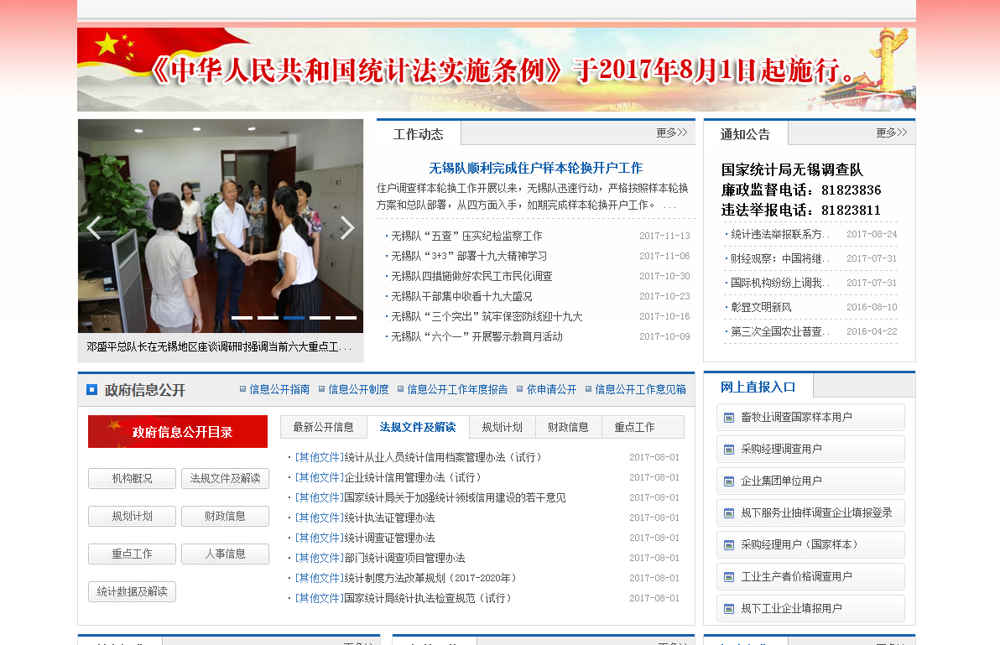 《中华人民共和国统计法实施条例》于2017年8月1日起施行。
邓盛平总队长在无锡地区座谈调研时强调当前六大重点工...
工作动态
更多>>
无锡队顺利完成住户样本轮换开户工作
住户调查样本轮换工作开展以来，无锡队迅速行动，严格按照样本轮换
方案和总队部署，从四方面入手，如期完成样本轮换开户工作。 ...
·无锡队“五查”压实纪检监察工作 2017-11-13
·无锡队“3+3”部署十九大精神学习 2017-11-06
·无锡队四措施做好农民工市民化调查 2017-10-30
·无锡队干部集中收看十九大盛况 2017-10-23
·无锡队“三个突出”筑牢保密防线迎十九大 2017-10-16
·无锡队“六个一”开展警示教育月活动 2017-10-09
通知公告
更多>>
国家统计局无锡调查队
廉政监督电话：81823836
违法举报电话：81823811
·统计违法举报联系方.. 2017-08-24
·财经观察：中国将继.. 2017-07-31
·国际机构纷纷上调我.. 2017-07-31
·彰显文明新风 2016-08-10
·第三次全国农业普查.. 2016-04-22
政府信息公开
信息公开指南 信息公开制度 信息公开工作年度报告 依申请公开 信息公开工作意见箱
政府信息公开目录
机构概况 法规文件及解读
规划计划 财政信息
重点工作 人事信息
统计数据及解读
最新公开信息 法规文件及解读 规划计划 财政信息 重点工作
·[其他文件]统计从业人员统计信用档案管理办法（试行） 2017-08-01
·[其他文件]企业统计信用管理办法（试行） 2017-08-01
·[其他文件]国家统计局关于加强统计领域信用建设的若干意见 2017-08-01
·[其他文件]统计执法证管理办法 2017-08-01
·[其他文件]统计调查证管理办法 2017-08-01
·[其他文件]部门统计调查项目管理办法 2017-08-01
·[其他文件]统计制度方法改革规划（2017-2020年） 2017-08-01
·[其他文件]国家统计局统计执法检查规范（试行） 2017-08-01
网上直报入口
畜牧业调查国家样本用户
采购经理调查用户
企业集团单位用户
规下服务业抽样调查企业填报登录
采购经理用户（国家样本）
工业生产者价格调查用户
规下工业企业填报用户